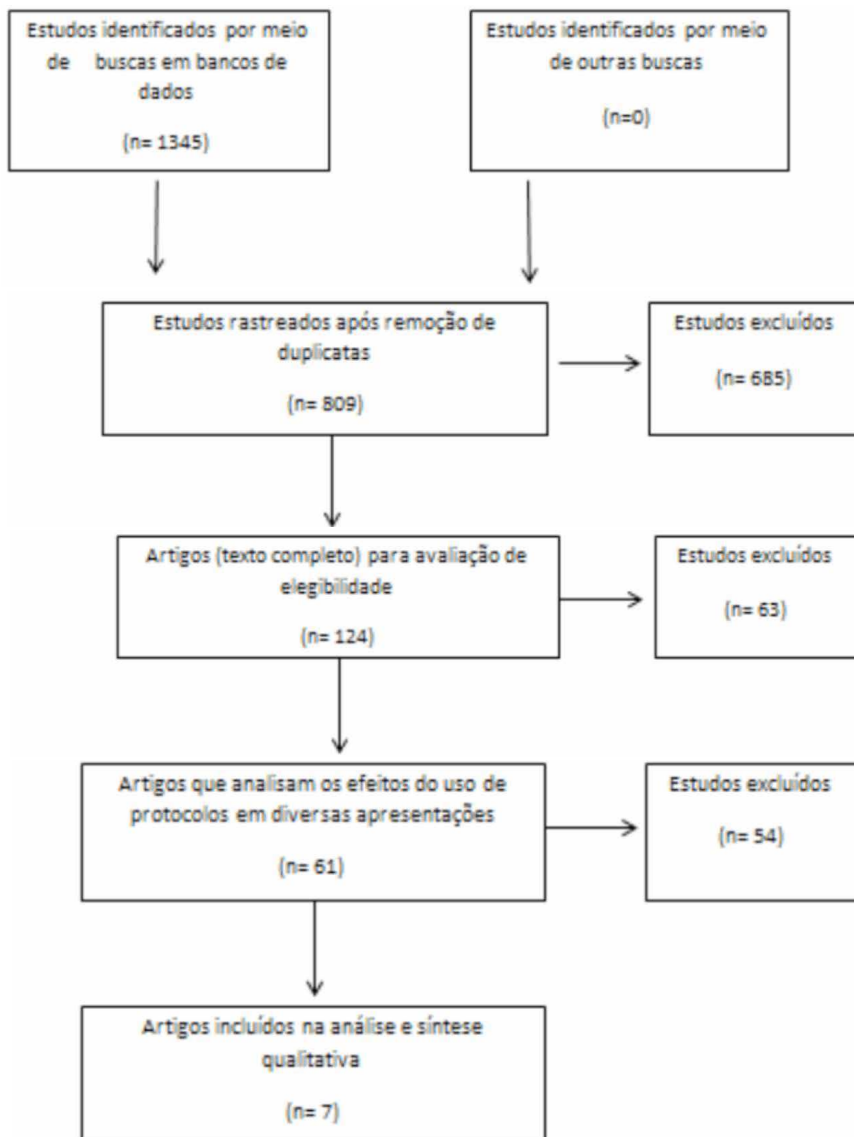 Estudos identificados por meio
de buscas em bancos de
dados
(n= 1345)
Estudos identificados por meio
de outras buscas
(n=0)
Estudos rastreados após remoção de
duplicatas
(n= 809)
Estudos excluídos
(n= 685)
Artigos (texto completo) para avaliação de
elegibilidade
(n= 124)
Estudos excluídos
(n= 63)
Artigos que analisam os efeitos do uso de
protocolos em diversas apresentações
(n= 61)
Estudos excluídos
(n= 54)
Artigos incluídos na análise e síntese
qualitativa
(n= 7)